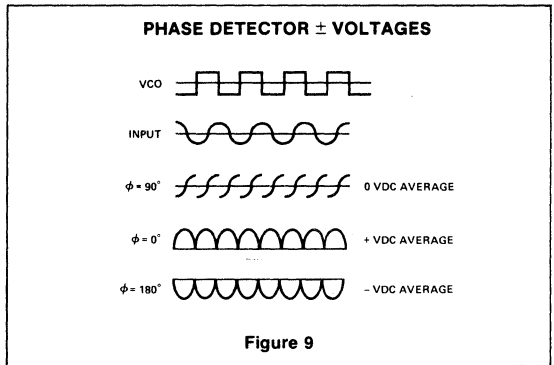 PHASE DETECTOR ± VOLTAGES
VCO
INPUT
ϕ = 90° 0 VDC AVERAGE
ϕ = 0° + VDC AVERAGE
ϕ = 180° – VDC AVERAGE
Figure 9